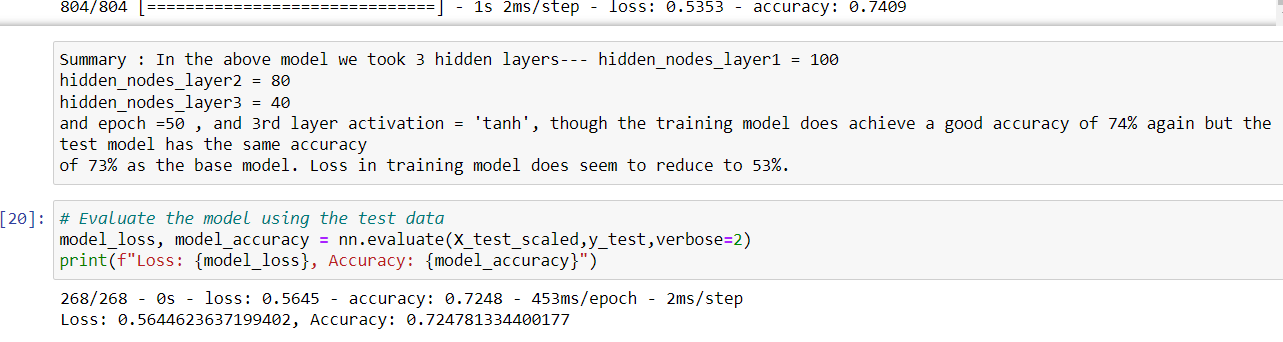 804/804 [==============================] - 1s 2ms/step - loss: 0.5353 - accuracy: 0.7409
Summary : In the above model we took 3 hidden layers--- hidden_nodes_layer1 = 100
hidden_nodes_layer2 = 80
hidden_nodes_layer3 = 40
and epoch =50 , and 3rd layer activation = 'tanh', though the training model does achieve a good accuracy of 74% again but the
test model has the same accuracy
of 73% as the base model. Loss in training model does seem to reduce to 53%.
[20]: # Evaluate the model using the test data
model_loss, model_accuracy = nn.evaluate(X_test_scaled,y_test,verbose=2)
print(f"Loss: {model_loss}, Accuracy: {model_accuracy}")
268/268 - 0s - loss: 0.5645 - accuracy: 0.7248 - 453ms/epoch - 2ms/step
Loss: 0.5644623637199402, Accuracy: 0.724781334400177